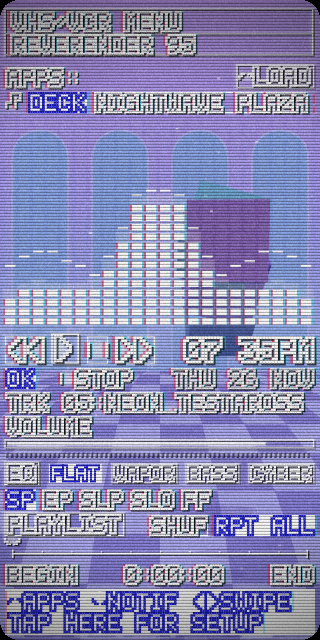 VHS/VCR MENU
REWERENDER '95
APPS:: LOAD
DECK NIGHTWAVE PLAZA
07 35PM
OK STOP THU 26 NOV
TRK 05:NEON_TESTAROSS
VOLUME
EQ FLAT VAPOR BASS CYBER
SP EP SLP SLO FF
PLAYLIST SHUF RPT ALL
BEGIN 0:00:00 END
APPS NOTIF SWIPE
TAP HERE FOR SETUP